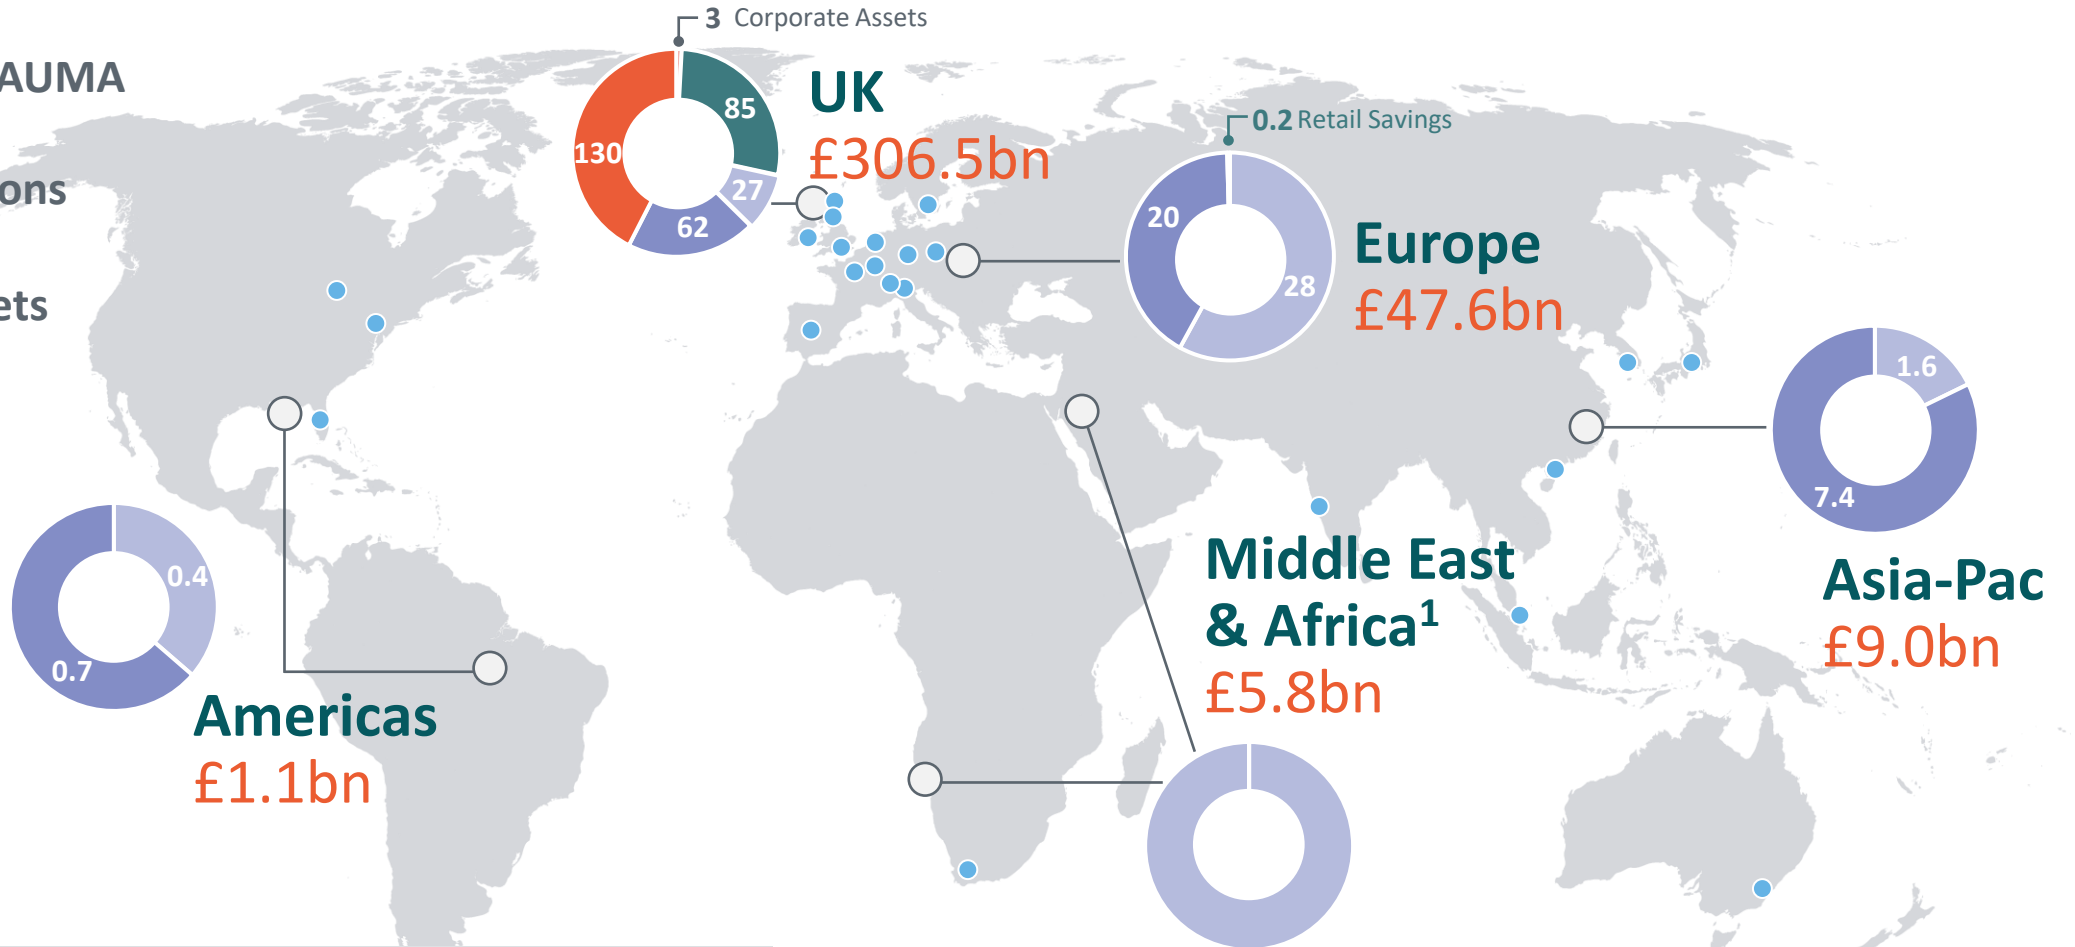 3 Corporate Assets
AUMA
UK
£306.5bn
85
130
27
62
ons
0.2 Retail Savings
20
28
Europe
£47.6bn
ets
1.6
7.4
Asia-Pac
£9.0bn
Middle East
& Africa¹
£5.8bn
0.4
0.7
Americas
£1.1bn